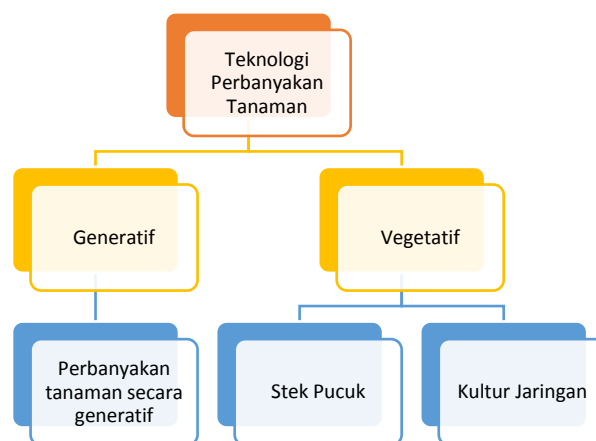 Teknologi
Perbanyakan
Tanaman
Generatif
Vegetatif
Perbanyakan
tanaman secara
generatif
Stek Pucuk
Kultur Jaringan